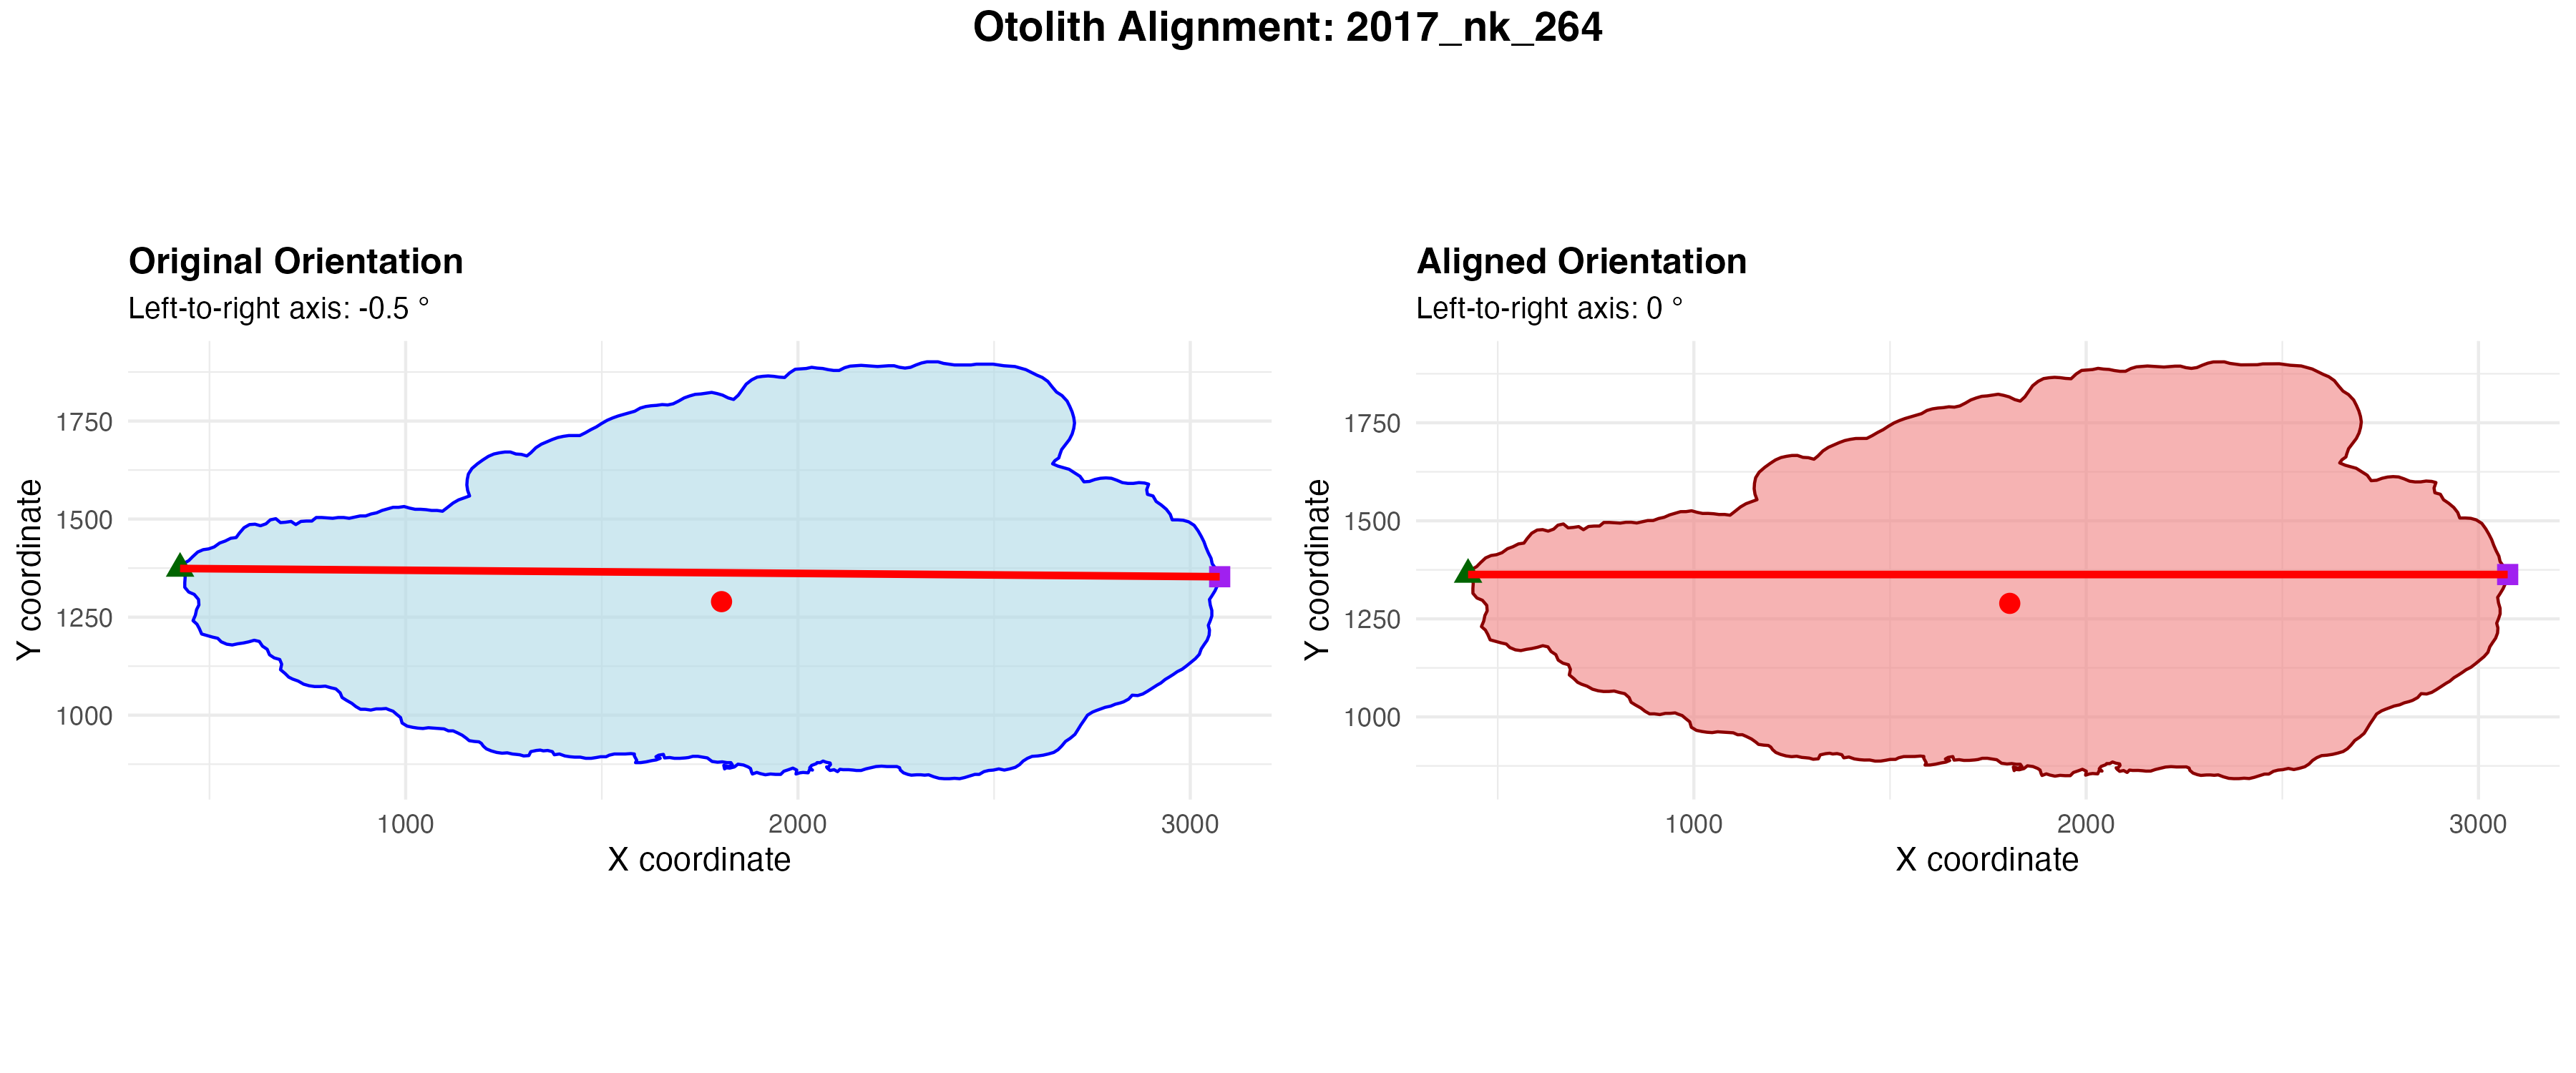 Otolith Alignment: 2017_nk_264
Original Orientation
Left-to-right axis: -0.5 °
Y coordinate
1750
1500
1250
1000
1000 2000 3000
X coordinate
Aligned Orientation
Left-to-right axis: 0 °
Y coordinate
1750
1500
1250
1000
1000 2000 3000
X coordinate